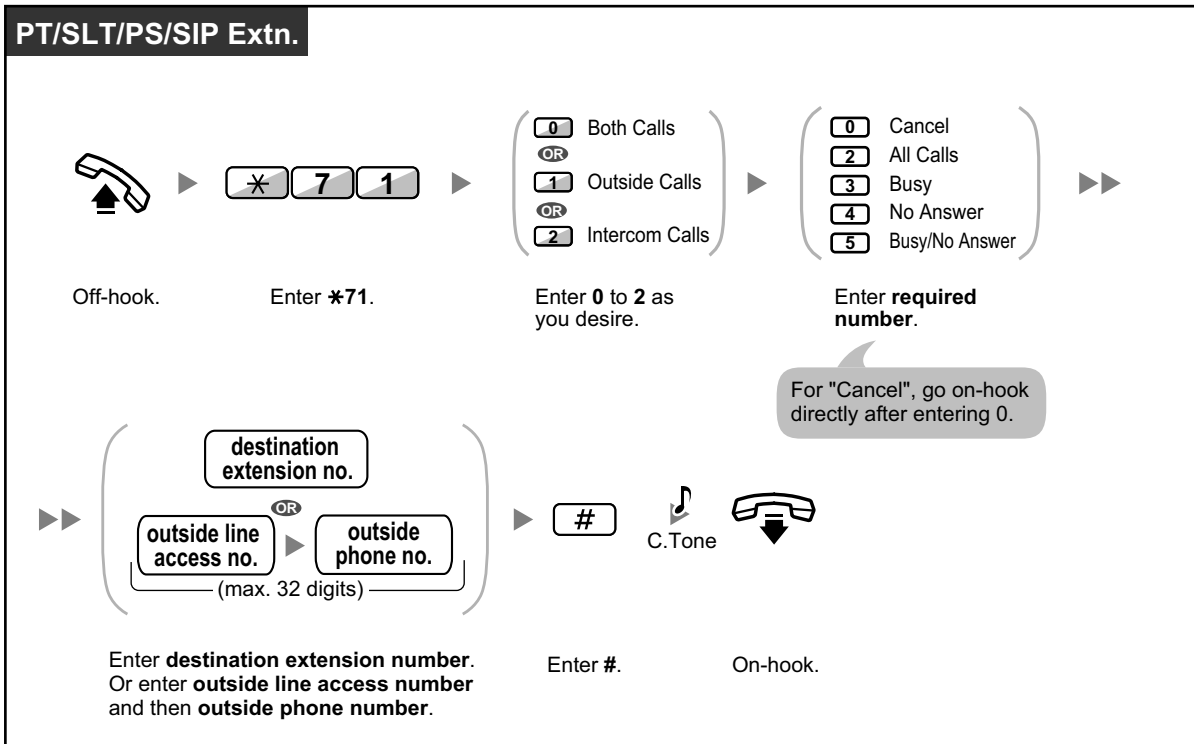 PT/SLT/PS/SIP Extn.
✳ 7 1
0 Both Calls
OR
1 Outside Calls
OR
2 Intercom Calls
0 Cancel
2 All Calls
3 Busy
4 No Answer
5 Busy/No Answer
Off-hook.
Enter ✳71.
Enter 0 to 2 as
you desire.
Enter required
number.
For "Cancel", go on-hook
directly after entering 0.
destination
extension no.
OR
outside line
access no.
outside
phone no.
(max. 32 digits)
#
C.Tone
Enter destination extension number.
Or enter outside line access number
and then outside phone number.
Enter #.
On-hook.